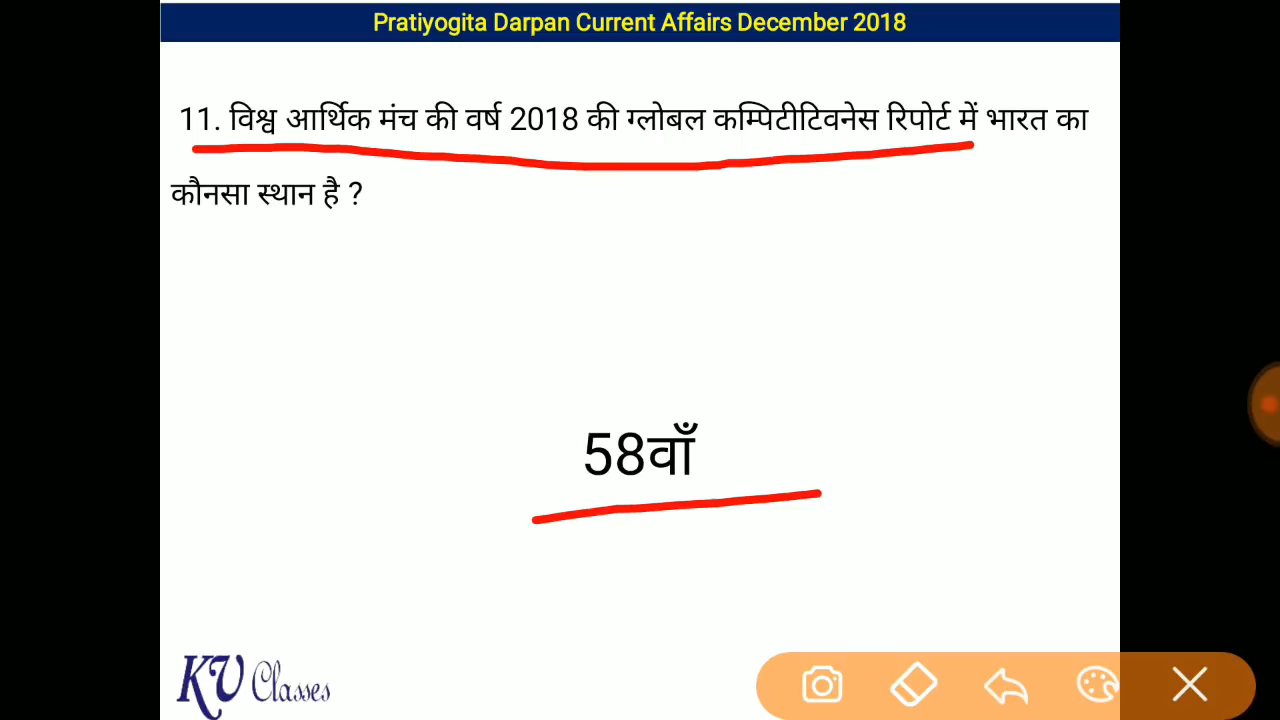 Pratiyogita Darpan Current Affairs December 2018
11. विश्व आर्थिक मंच की वर्ष 2018 की ग्लोबल कम्पिटीटिवनेस रिपोर्ट में भारत का
कौनसा स्थान है ?
58वाँ
KV Classes